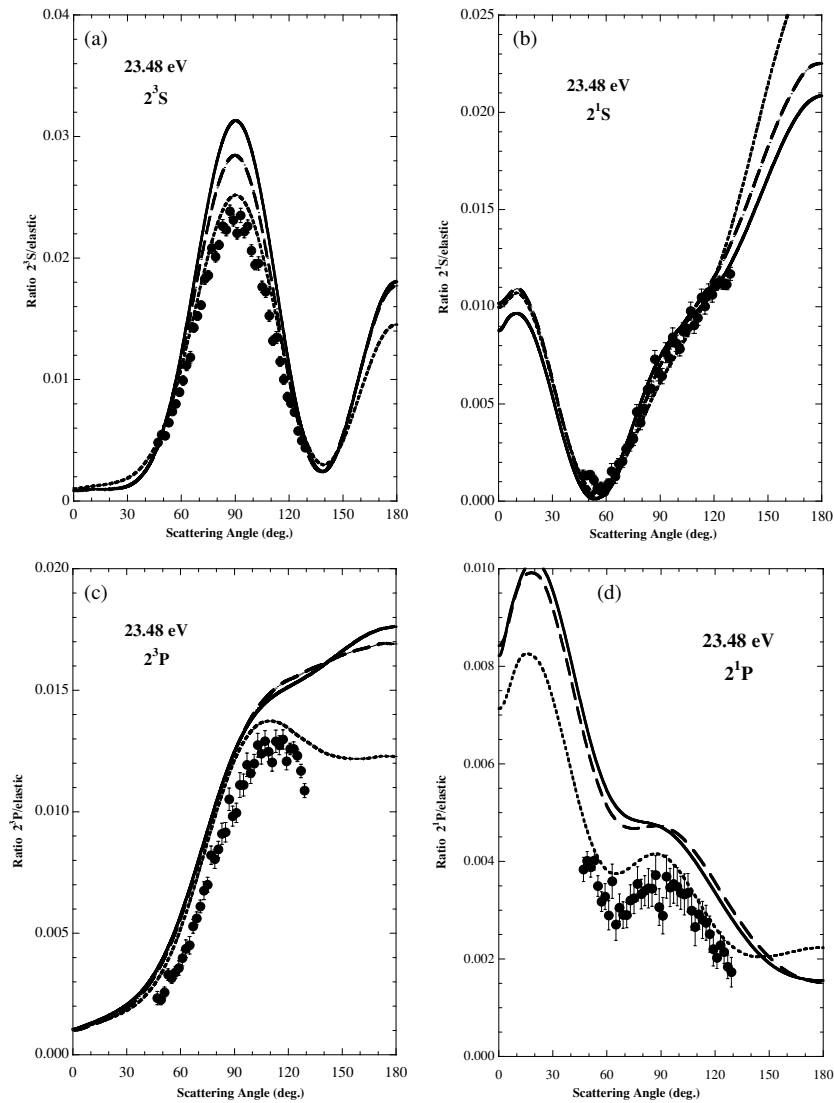 (a)
23.48 eV
2³S
0.04
0.03
0.02
0.01
0
Ratio 2³S/elastic
0 30 60 90 120 150 180
Scattering Angle (deg.)
(b)
23.48 eV
2¹S
0.025
0.020
0.015
0.010
0.005
0.000
Ratio 2¹S/elastic
0 30 60 90 120 150 180
Scattering Angle (deg.)
(c)
23.48 eV
2³P
0.020
0.015
0.010
0.005
0.000
Ratio 2³P/elastic
0 30 60 90 120 150 180
Scattering Angle (deg.)
(d)
23.48 eV
2¹P
0.010
0.008
0.006
0.004
0.002
0.000
Ratio 2¹P/elastic
0 30 60 90 120 150 180
Scattering Angle (deg.)